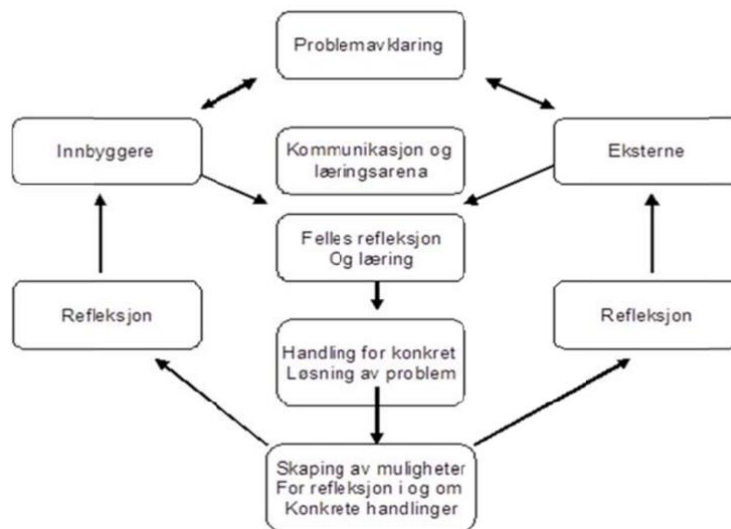 Problemavklaring
Innbyggere
Kommunikasjon og
læringsarena
Eksterne
Felles refleksjon
Og læring
Refleksjon
Handling for konkret
Løsning av problem
Refleksjon
Skaping av muligheter
For refleksjon i og om
Konkrete handlinger